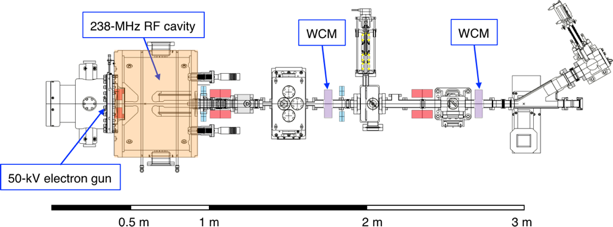 238-MHz RF cavity
WCM
WCM
50-kV electron gun
0.5 m
1 m
2 m
3 m